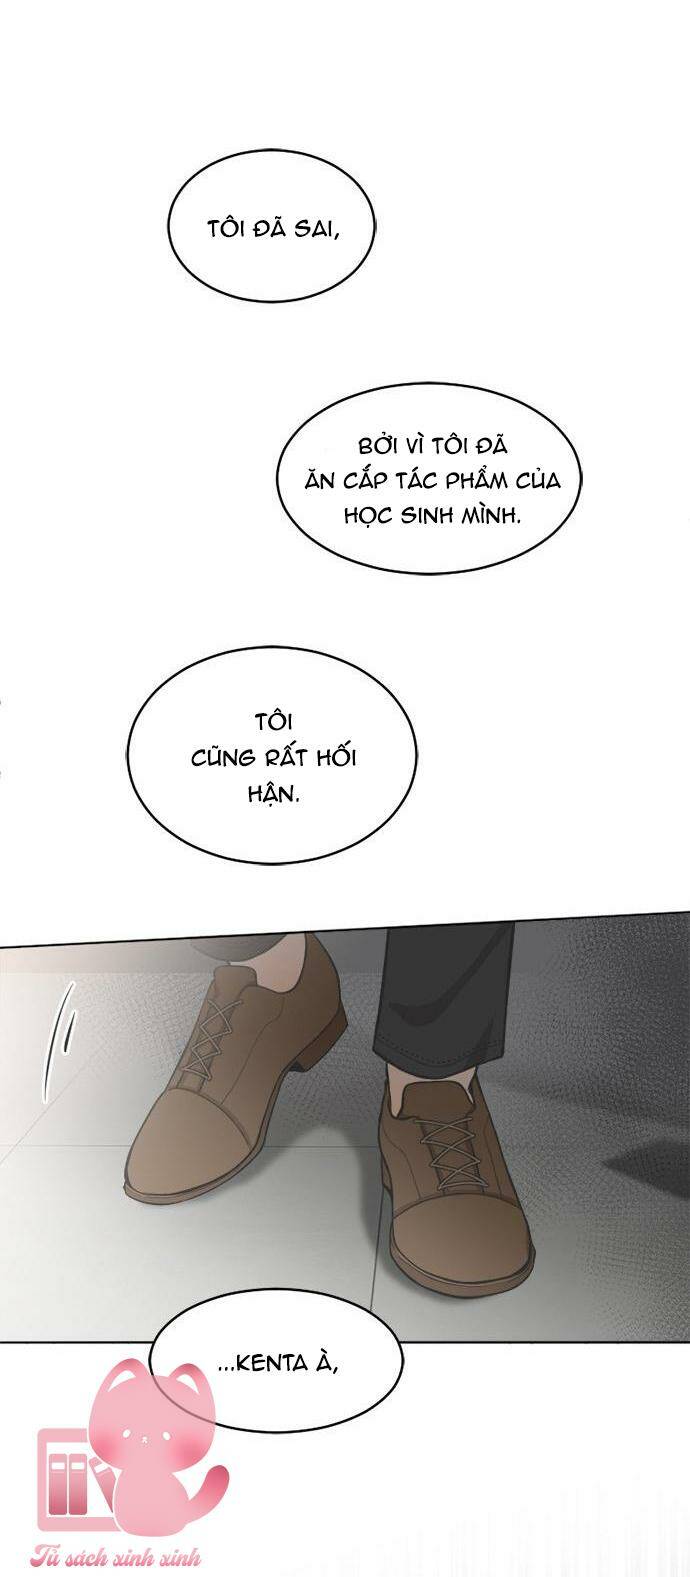 TÔI ĐÃ SAI,
BỞI VÌ TÔI ĐÃ
ĂN CẮP TÁC PHẨM CỦA
HỌC SINH MÌNH.
TÔI
CŨNG RẤT HỐI
HẬN.
...KENTA À,
Tủ sách xinh xinh